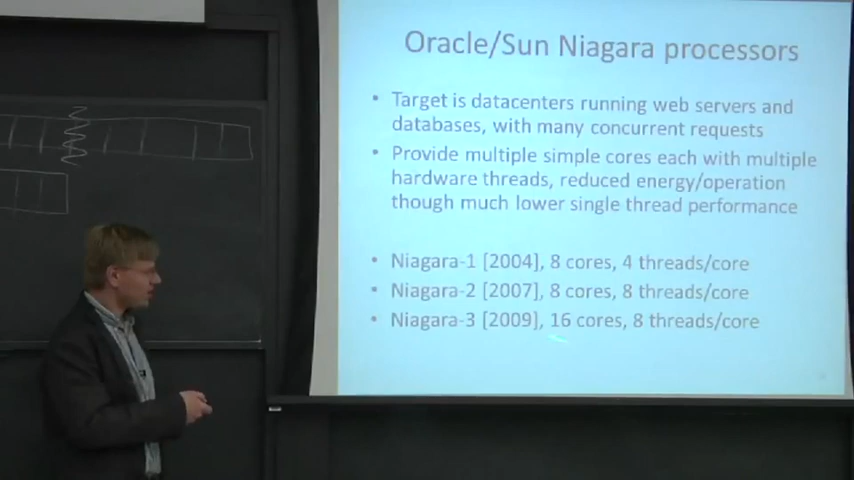 Oracle/Sun Niagara processors
• Target is datacenters running web servers and
databases, with many concurrent requests
• Provide multiple simple cores each with multiple
hardware threads, reduced energy/operation
though much lower single thread performance
• Niagara-1 [2004], 8 cores, 4 threads/core
• Niagara-2 [2007], 8 cores, 8 threads/core
• Niagara-3 [2009], 16 cores, 8 threads/core